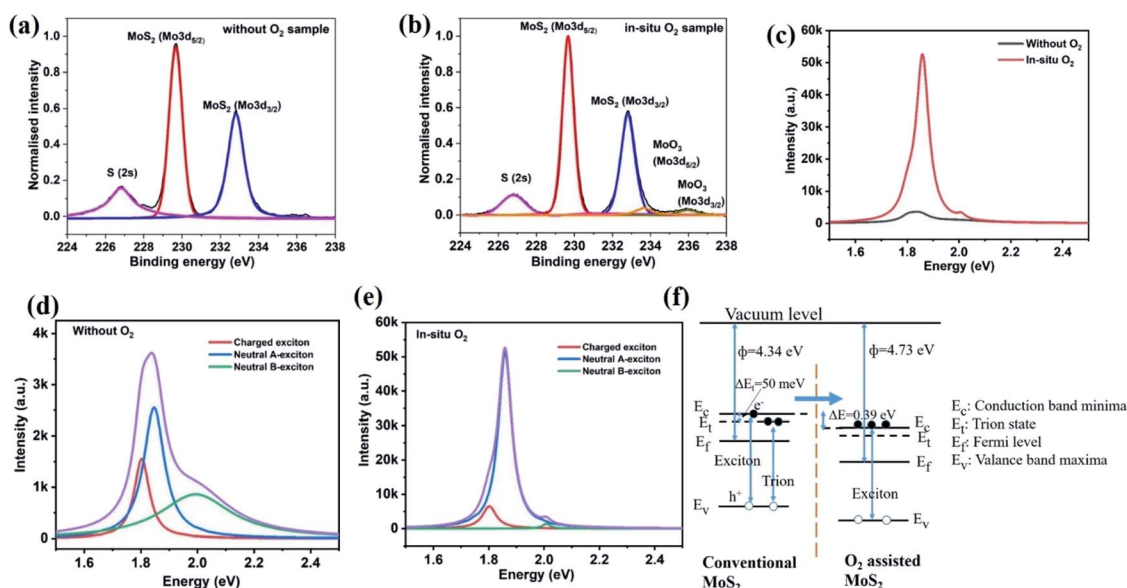 (a)
without O2 sample
MoS2 (Mo3d5/2)
MoS2 (Mo3d3/2)
S (2s)
Normalised intensity
1.0
0.8
0.6
0.4
0.2
0.0
224 226 228 230 232 234 236 238
Binding energy (eV)
(b)
in-situ O2 sample
MoS2 (Mo3d5/2)
MoS2 (Mo3d3/2)
MoO3
(Mo3d5/2)
MoO3
(Mo3d3/2)
S (2s)
Normalised intensity
1.0
0.8
0.6
0.4
0.2
0.0
224 226 228 230 232 234 236 238
Binding energy (eV)
(c)
Without O2
In-situ O2
Intensity (a.u.)
60k
50k
40k
30k
20k
10k
0
1.6 1.8 2.0 2.2 2.4
Energy (eV)
(d)
Without O2
Charged exciton
Neutral A-exciton
Neutral B-exciton
Intensity (a.u.)
4k
3k
2k
1k
0
1.6 1.8 2.0 2.2 2.4
Energy (eV)
(e)
In-situ O2
Charged exciton
Neutral A-exciton
Neutral B-exciton
Intensity (a.u.)
60k
50k
40k
30k
20k
10k
0
1.6 1.8 2.0 2.2 2.4
Energy (eV)
(f)
Vacuum level
ф=4.34 eV
ф=4.73 eV
ΔEt=50 meV
Ec
e-
Et
Ef
Exciton
Trion
h+
Ev
ΔE=0.39 eV
Ec
Et
Ef
Exciton
Ev
Ec: Conduction band minima
Et: Trion state
Ef: Fermi level
Ev: Valance band maxima
Conventional
MoS2
O2 assisted
MoS2